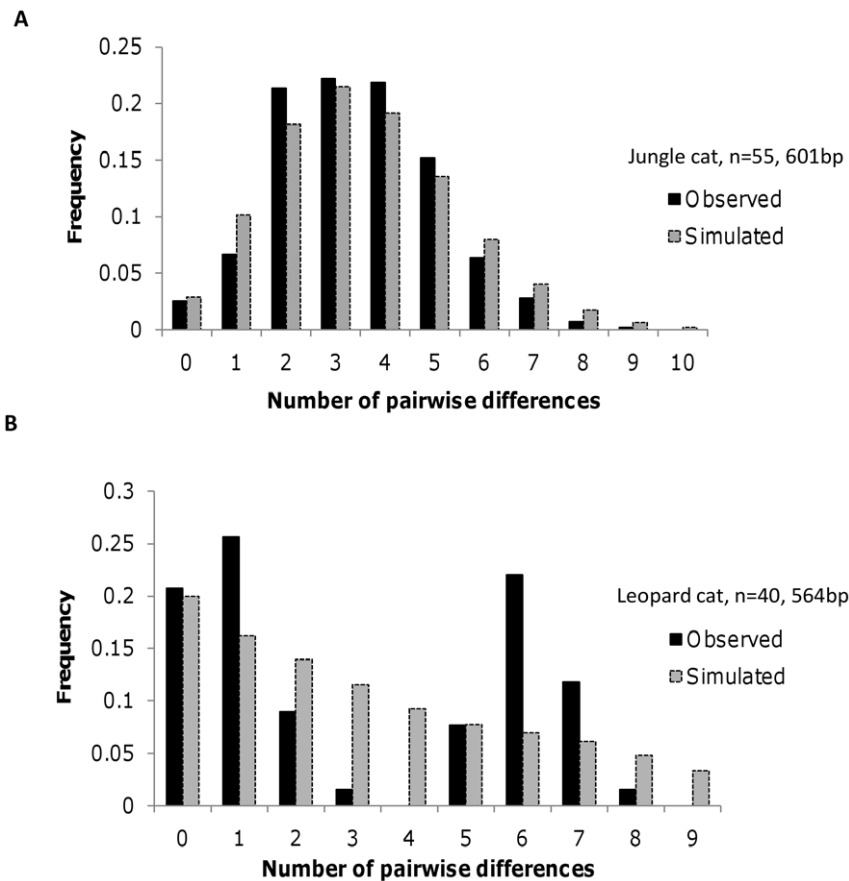 A
0.25
0.2
0.15
0.1
0.05
0
Frequency
Jungle cat, n=55, 601bp
Observed
Simulated
0 1 2 3 4 5 6 7 8 9 10
Number of pairwise differences
B
0.3
0.25
0.2
0.15
0.1
0.05
0
Frequency
Leopard cat, n=40, 564bp
Observed
Simulated
0 1 2 3 4 5 6 7 8 9
Number of pairwise differences